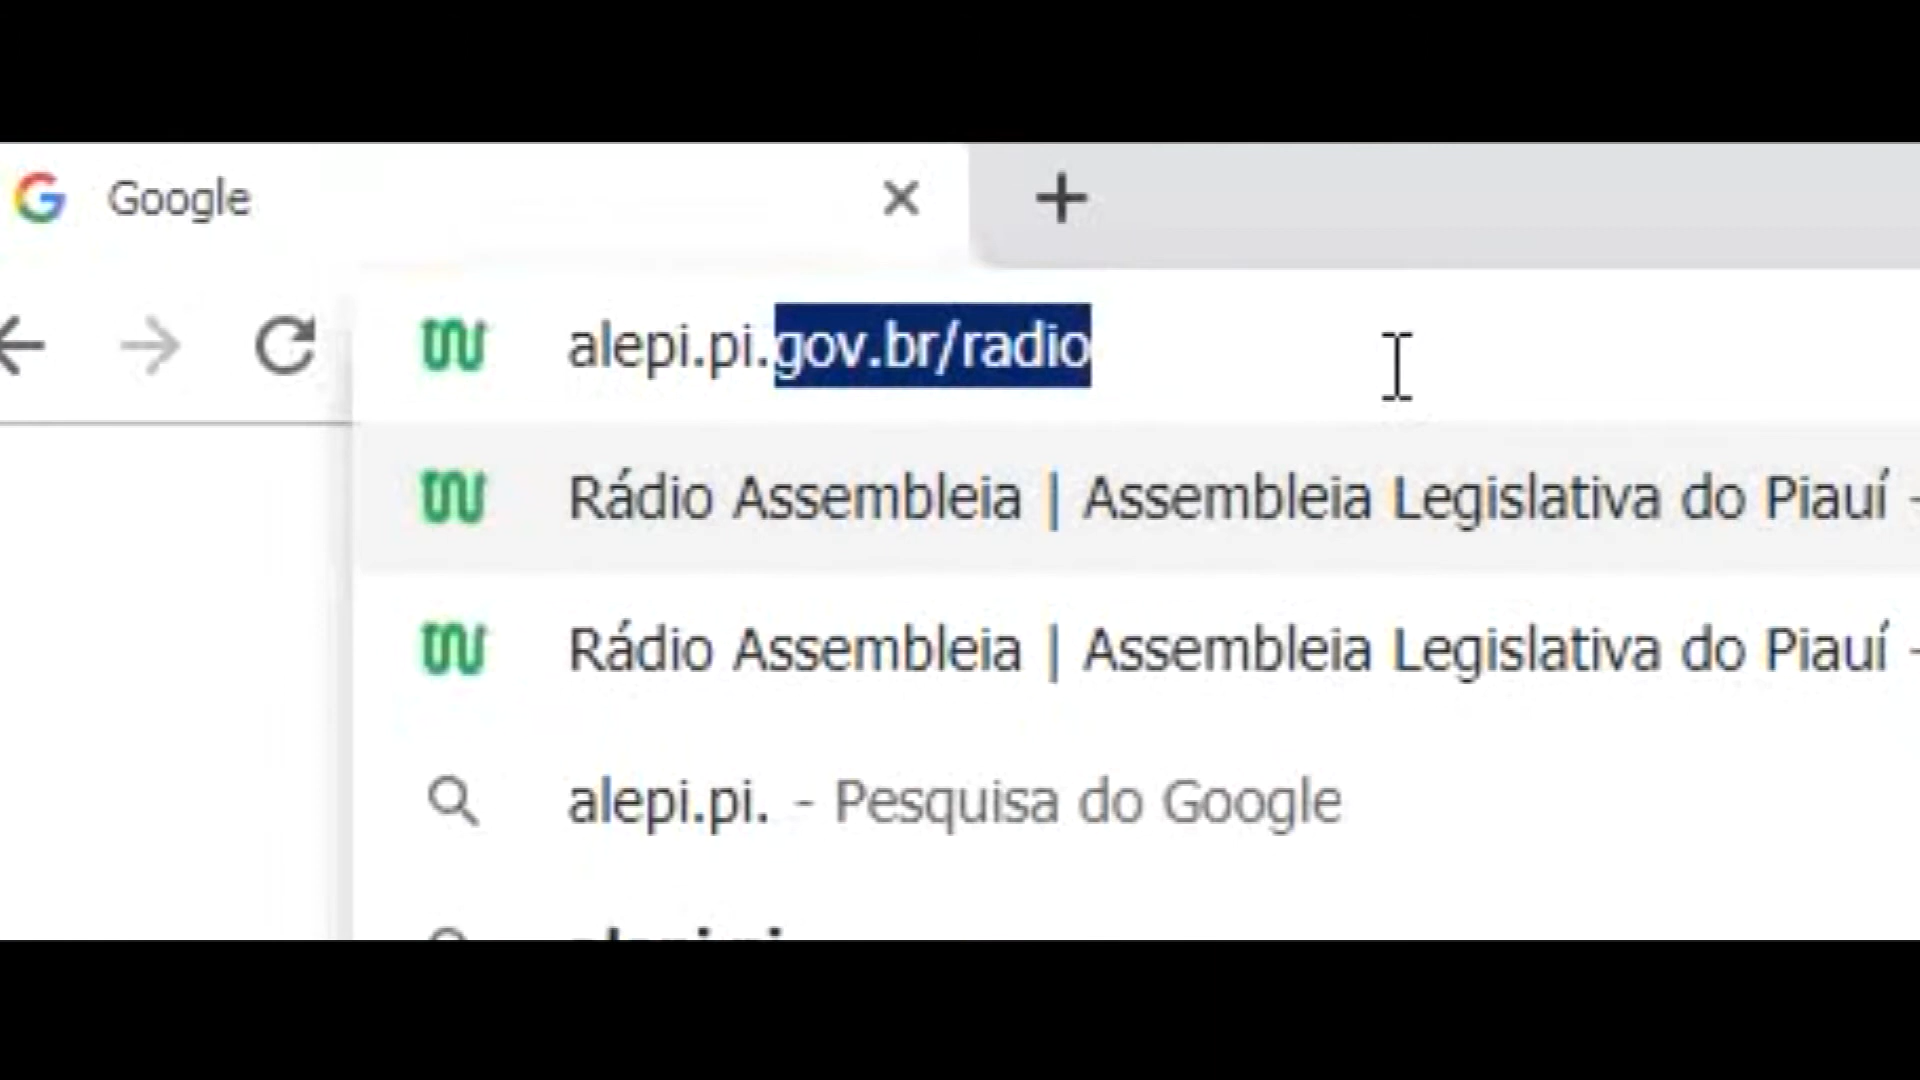 Google
alepi.pi.gov.br/radio
Rádio Assembleia | Assembleia Legislativa do Piauí -
Rádio Assembleia | Assembleia Legislativa do Piauí -
alepi.pi. - Pesquisa do Google